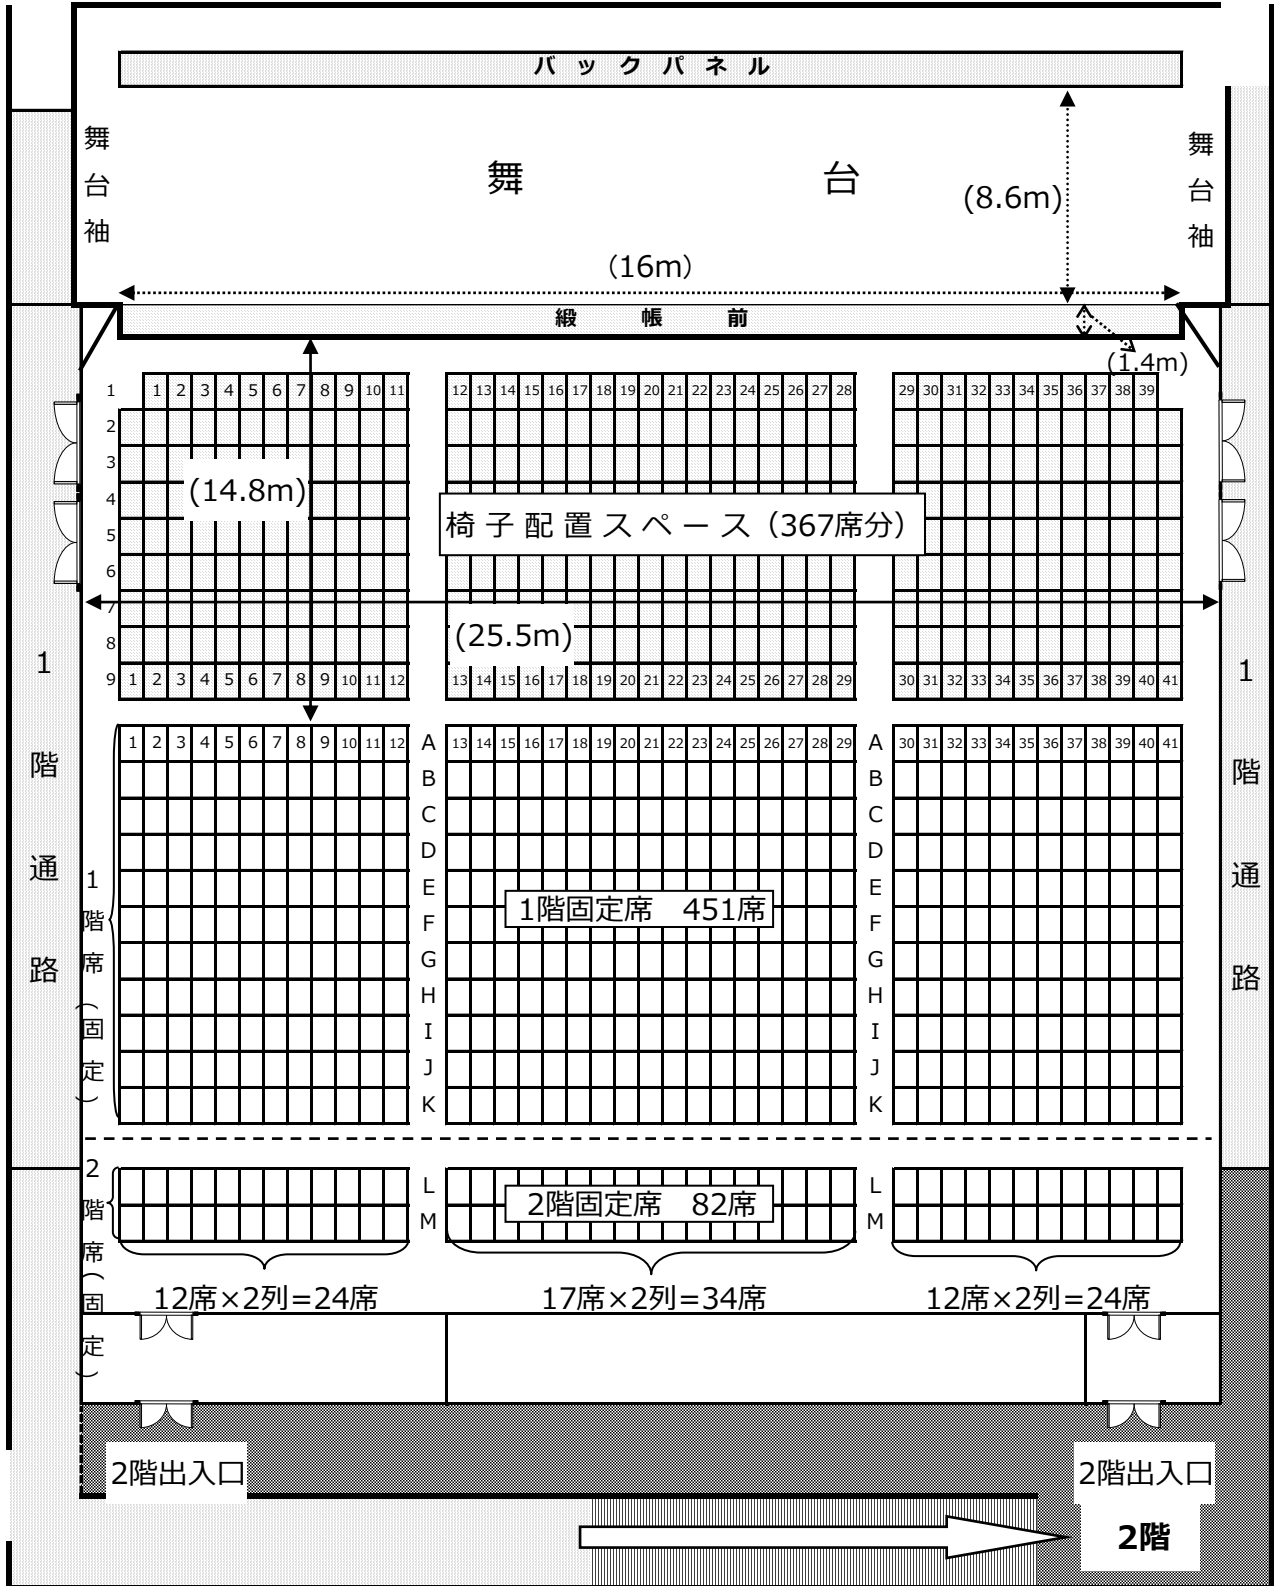 バックパネル
舞台袖
舞台
舞台袖
(8.6m)
（16m）
緞帳前
(1.4m)
1 1 2 3 4 5 6 7 8 9 10 11 12 13 14 15 16 17 18 19 20 21 22 23 24 25 26 27 28 29 30 31 32 33 34 35 36 37 38 39
2
3
4
5
6
7
8
(14.8m)
椅子配置スペース（367席分）
(25.5m)
9 1 2 3 4 5 6 7 8 9 10 11 12 13 14 15 16 17 18 19 20 21 22 23 24 25 26 27 28 29 30 31 32 33 34 35 36 37 38 39 40 41
1階通路
1階通路
1 2 3 4 5 6 7 8 9 10 11 12 A 13 14 15 16 17 18 19 20 21 22 23 24 25 26 27 28 29 A 30 31 32 33 34 35 36 37 38 39 40 41
B B
C C
D D
E E
F F
G G
H H
I I
J J
K K
1階席（固定）
1階固定席　451席
2階席（固定）
L L
M M
2階固定席　82席
12席×2列=24席
17席×2列=34席
12席×2列=24席
2階出入口
2階出入口
2階